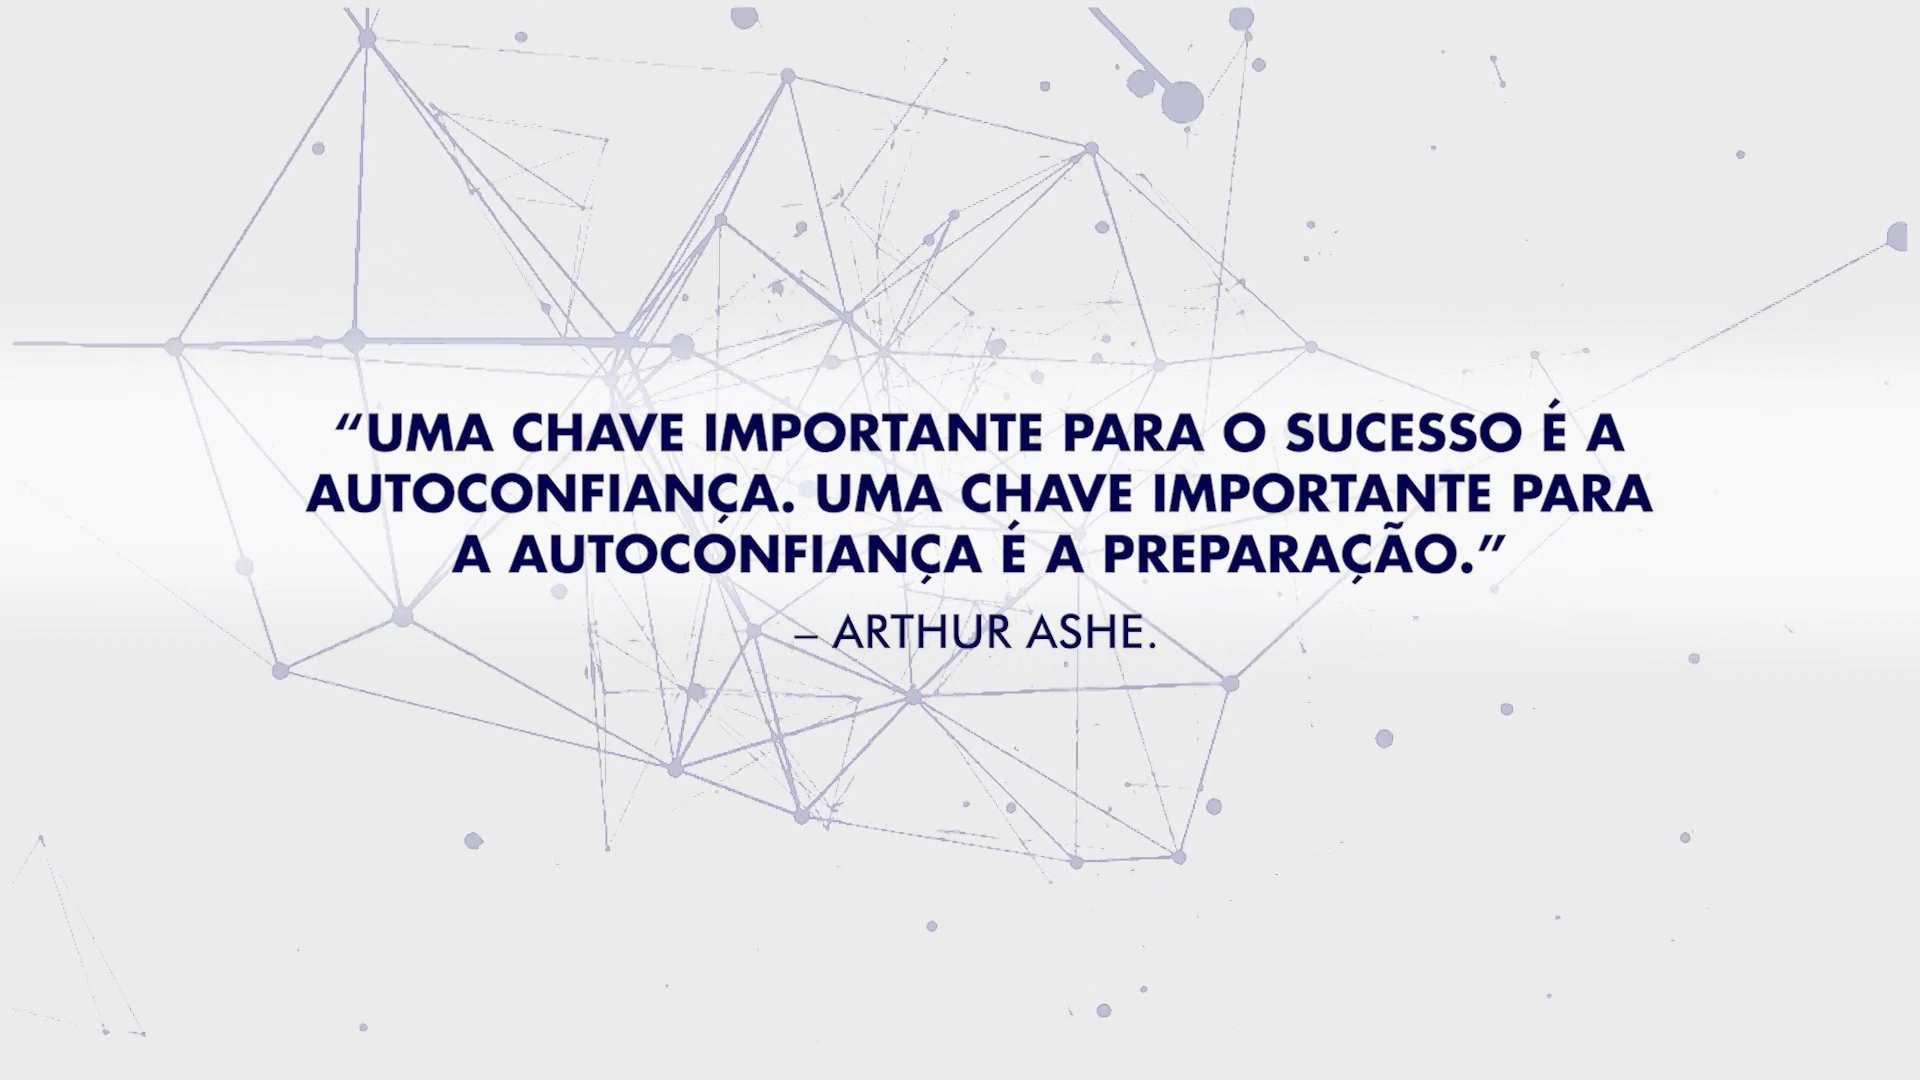 “UMA CHAVE IMPORTANTE PARA O SUCESSO É A
AUTOCONFIANÇA. UMA CHAVE IMPORTANTE PARA
A AUTOCONFIANÇA É A PREPARAÇÃO.”
– ARTHUR ASHE.